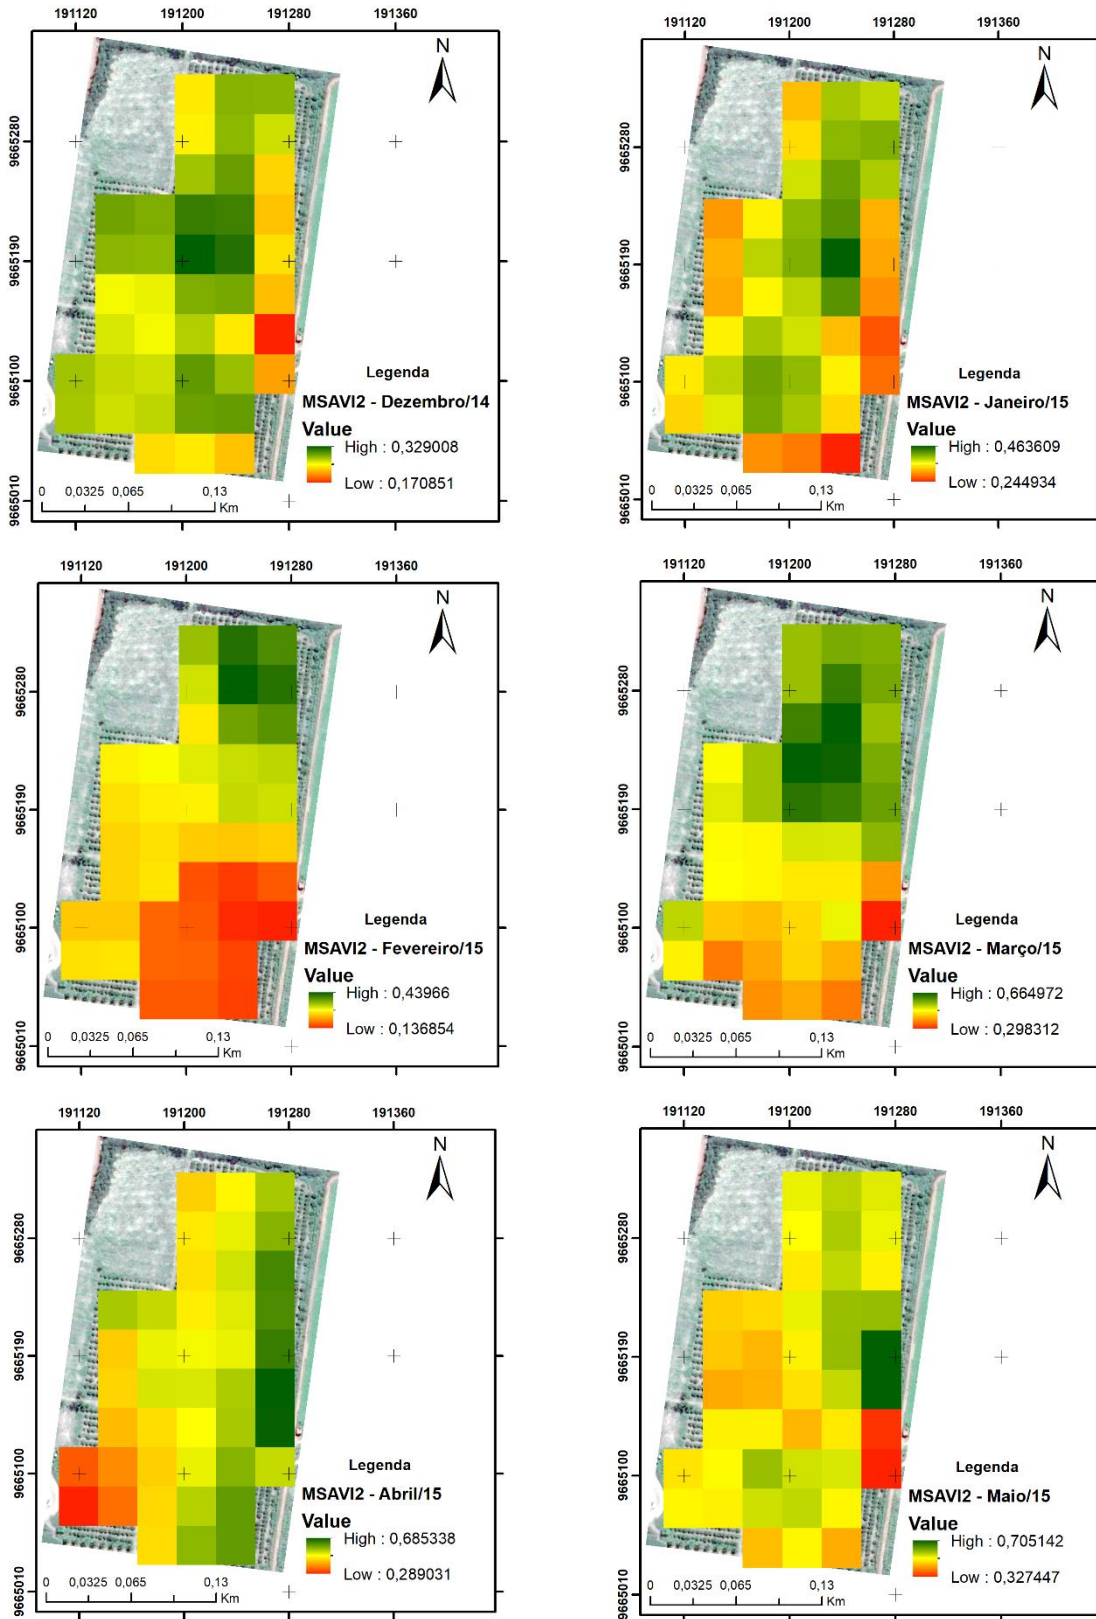 191120 191200 191280
N
9665280
9665190
9665100
9665010
191360
Legenda
MSAVI2 - Dezembro/14
Value
High : 0,329008
Low : 0,170851
0 0,0325 0,065 0,13
Km
191120 191200 191280 191360
N
9665280
9665190
9665100
9665010
Legenda
MSAVI2 - Janeiro/15
Value
High : 0,463609
Low : 0,244934
0 0,0325 0,065 0,13
Km
191120 191200 191280 191360
N
9665280
9665190
9665100
9665010
Legenda
MSAVI2 - Fevereiro/15
Value
High : 0,43966
Low : 0,136854
0 0,0325 0,065 0,13
Km
191120 191200 191280 191360
N
9665280
9665190
9665100
9665010
Legenda
MSAVI2 - Março/15
Value
High : 0,664972
Low : 0,298312
0 0,0325 0,065 0,13
Km
191120 191200 191280 191360
N
9665280
9665190
9665100
9665010
Legenda
MSAVI2 - Abril/15
Value
High : 0,685338
Low : 0,289031
0 0,0325 0,065 0,13
Km
191120 191200 191280 191360
N
9665280
9665190
9665100
9665010
Legenda
MSAVI2 - Maio/15
Value
High : 0,705142
Low : 0,327447
0 0,0325 0,065 0,13
Km